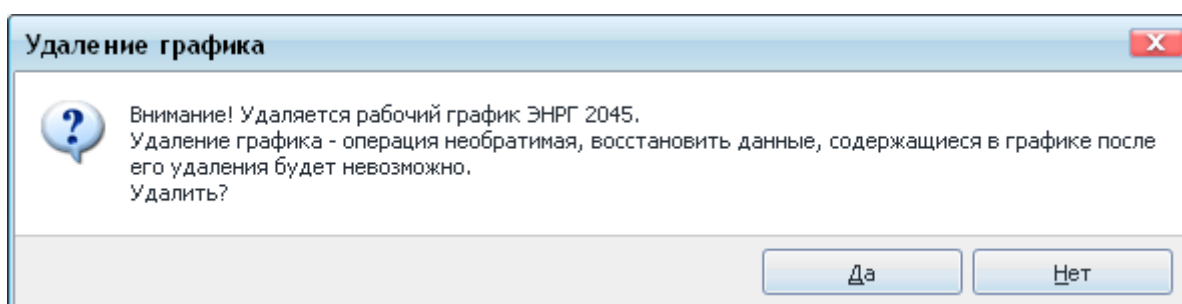 Удаление графика
Внимание! Удаляется рабочий график ЭНРГ 2045.
Удаление графика - операция необратимая, восстановить данные, содержащиеся в графике после
его удаления будет невозможно.
Удалить?
Да
Нет